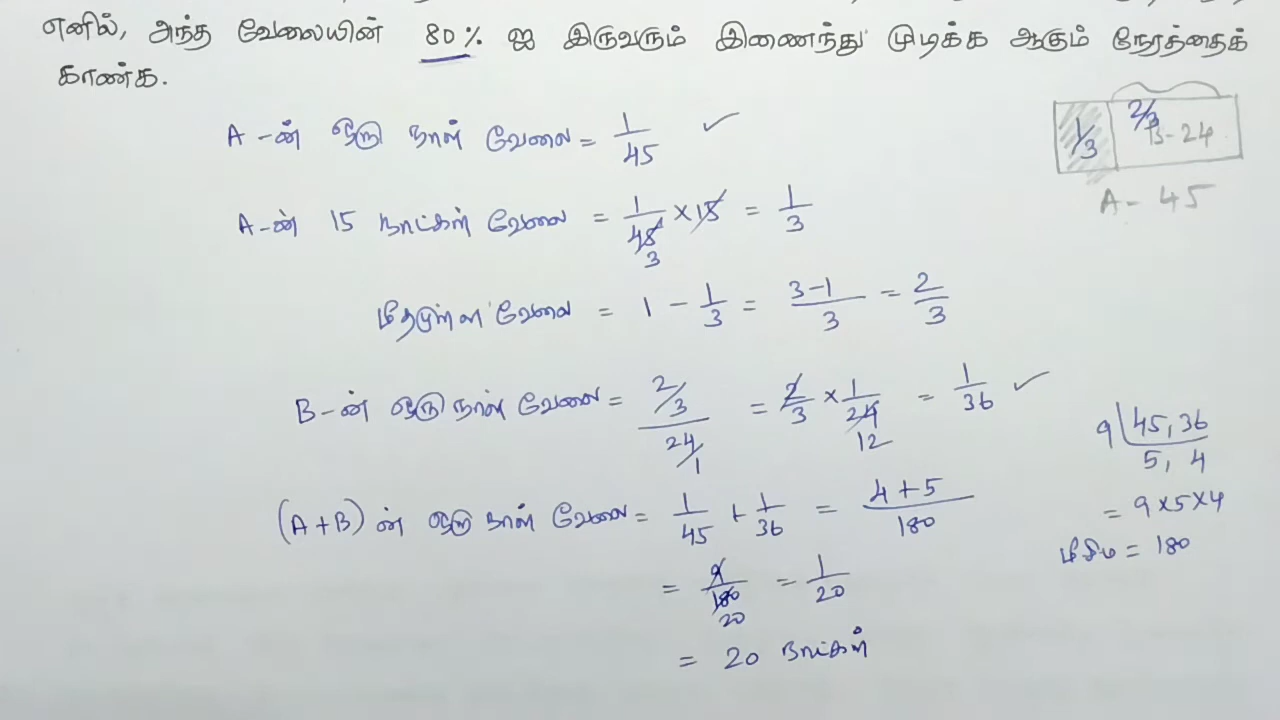 எனில், அந்த வேலையின் 80% ஐ இருவரும் இணைந்து முடிக்க ஆகும் நேரத்தைக்
காண்க.
A-ன் ஒரு நாள் வேலை = 1/45 ✓
A-ன் 15 நாட்கள் வேலை = 1/45 × 15 = 1/3
3
மீதமுள்ள வேலை = 1 - 1/3 = 3-1/3 = 2/3
B-ன் ஒரு நாள் வேலை = 2/3 / 24/1 = 2/3 × 1/24 = 1/36 ✓
12
(A+B) ன் ஒரு நாள் வேலை = 1/45 + 1/36 = 4+5/180
= 9/180 = 1/20
20
= 20 நாட்கள்
1/3 2/3 B-24
A- 45
9 | 45, 36
5, 4
= 9×5×4
மீசிம = 180